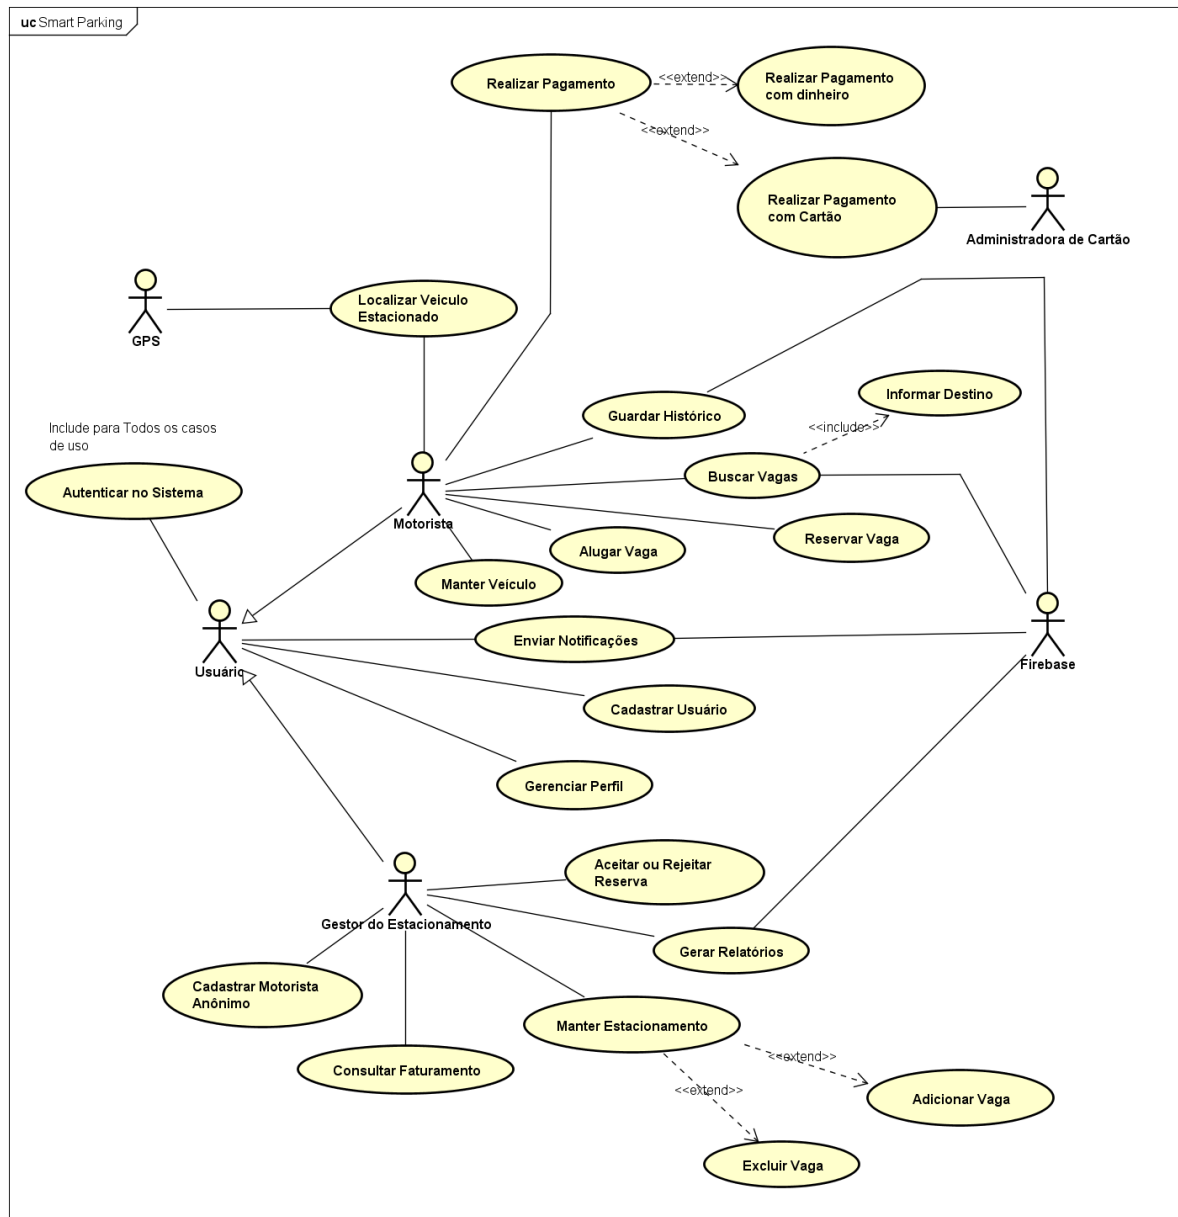 uc Smart Parking
Realizar Pagamento
<<extend>>
Realizar Pagamento
com dinheiro
<<extend>>
Realizar Pagamento
com Cartão
Administradora de Cartão
GPS
Localizar Veiculo
Estacionado
Guardar Histórico
Informar Destino
<<include>>
Include para Todos os casos
de uso
Autenticar no Sistema
Motorista
Buscar Vagas
Reservar Vaga
Alugar Vaga
Manter Veículo
Usuário
Enviar Notificações
Firebase
Cadastrar Usuário
Gerenciar Perfil
Aceitar ou Rejeitar
Reserva
Gestor do Estacionamento
Gerar Relatórios
Cadastrar Motorista
Anônimo
Manter Estacionamento
Consultar Faturamento
<<extend>>
<<extend>>
Adicionar Vaga
Excluir Vaga